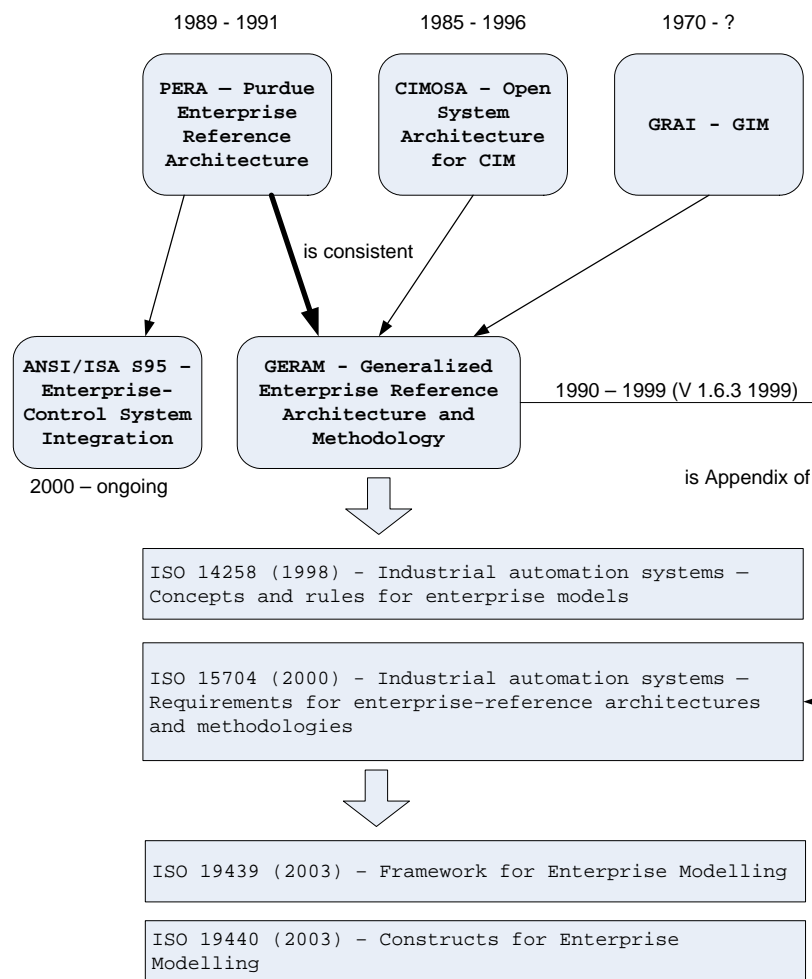 1989 - 1991
1985 - 1996
1970 - ?
PERA – Purdue
Enterprise
Reference
Architecture
CIMOSA – Open
System
Architecture
for CIM
GRAI - GIM
is consistent
ANSI/ISA S95 –
Enterprise-
Control System
Integration
GERAM - Generalized
Enterprise Reference
Architecture and
Methodology
1990 – 1999 (V 1.6.3 1999)
2000 – ongoing
is Appendix of
ISO 14258 (1998) - Industrial automation systems –
Concepts and rules for enterprise models
ISO 15704 (2000) - Industrial automation systems –
Requirements for enterprise-reference architectures
and methodologies
ISO 19439 (2003) – Framework for Enterprise Modelling
ISO 19440 (2003) – Constructs for Enterprise
Modelling